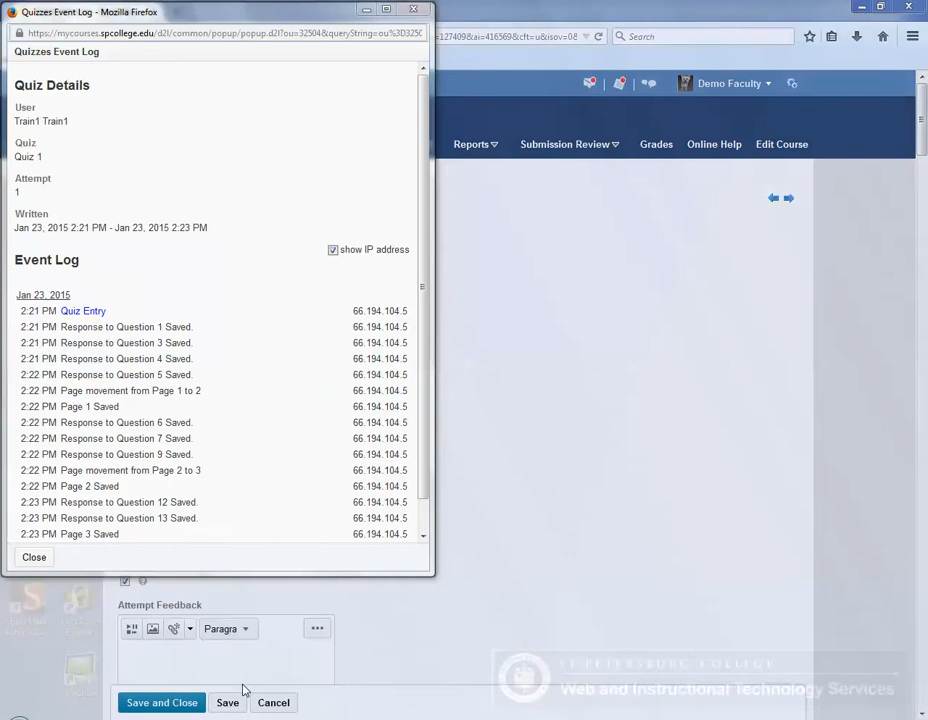 Quizzes Event Log - Mozilla Firefox
https://mycourses.spcollege.edu/d2l/common/popup/popup.d2l?ou=32504&queryString=ou%3D3250
=127409&ai=416569&cft=u&isov=0&
Search
Quizzes Event Log
Demo Faculty
Reports
Submission Review
Grades
Online Help
Edit Course
Quiz Details
User
Train1 Train1
Quiz
Quiz 1
Attempt
1
Written
Jan 23, 2015 2:21 PM - Jan 23, 2015 2:23 PM
show IP address
Event Log
Jan 23, 2015
2:21 PM Quiz Entry 66.194.104.5
2:21 PM Response to Question 1 Saved. 66.194.104.5
2:21 PM Response to Question 3 Saved. 66.194.104.5
2:21 PM Response to Question 4 Saved. 66.194.104.5
2:22 PM Response to Question 5 Saved. 66.194.104.5
2:22 PM Page movement from Page 1 to 2 66.194.104.5
2:22 PM Page 1 Saved 66.194.104.5
2:22 PM Response to Question 6 Saved. 66.194.104.5
2:22 PM Response to Question 7 Saved. 66.194.104.5
2:22 PM Response to Question 9 Saved. 66.194.104.5
2:22 PM Page movement from Page 2 to 3 66.194.104.5
2:22 PM Page 2 Saved 66.194.104.5
2:23 PM Response to Question 12 Saved. 66.194.104.5
2:23 PM Response to Question 13 Saved. 66.194.104.5
2:23 PM Page 3 Saved 66.194.104.5
Close
Attempt Feedback
Paragra
ST PETERSBURG COLLEGE
Web and Instructional Technology Services
Save and Close
Save
Cancel